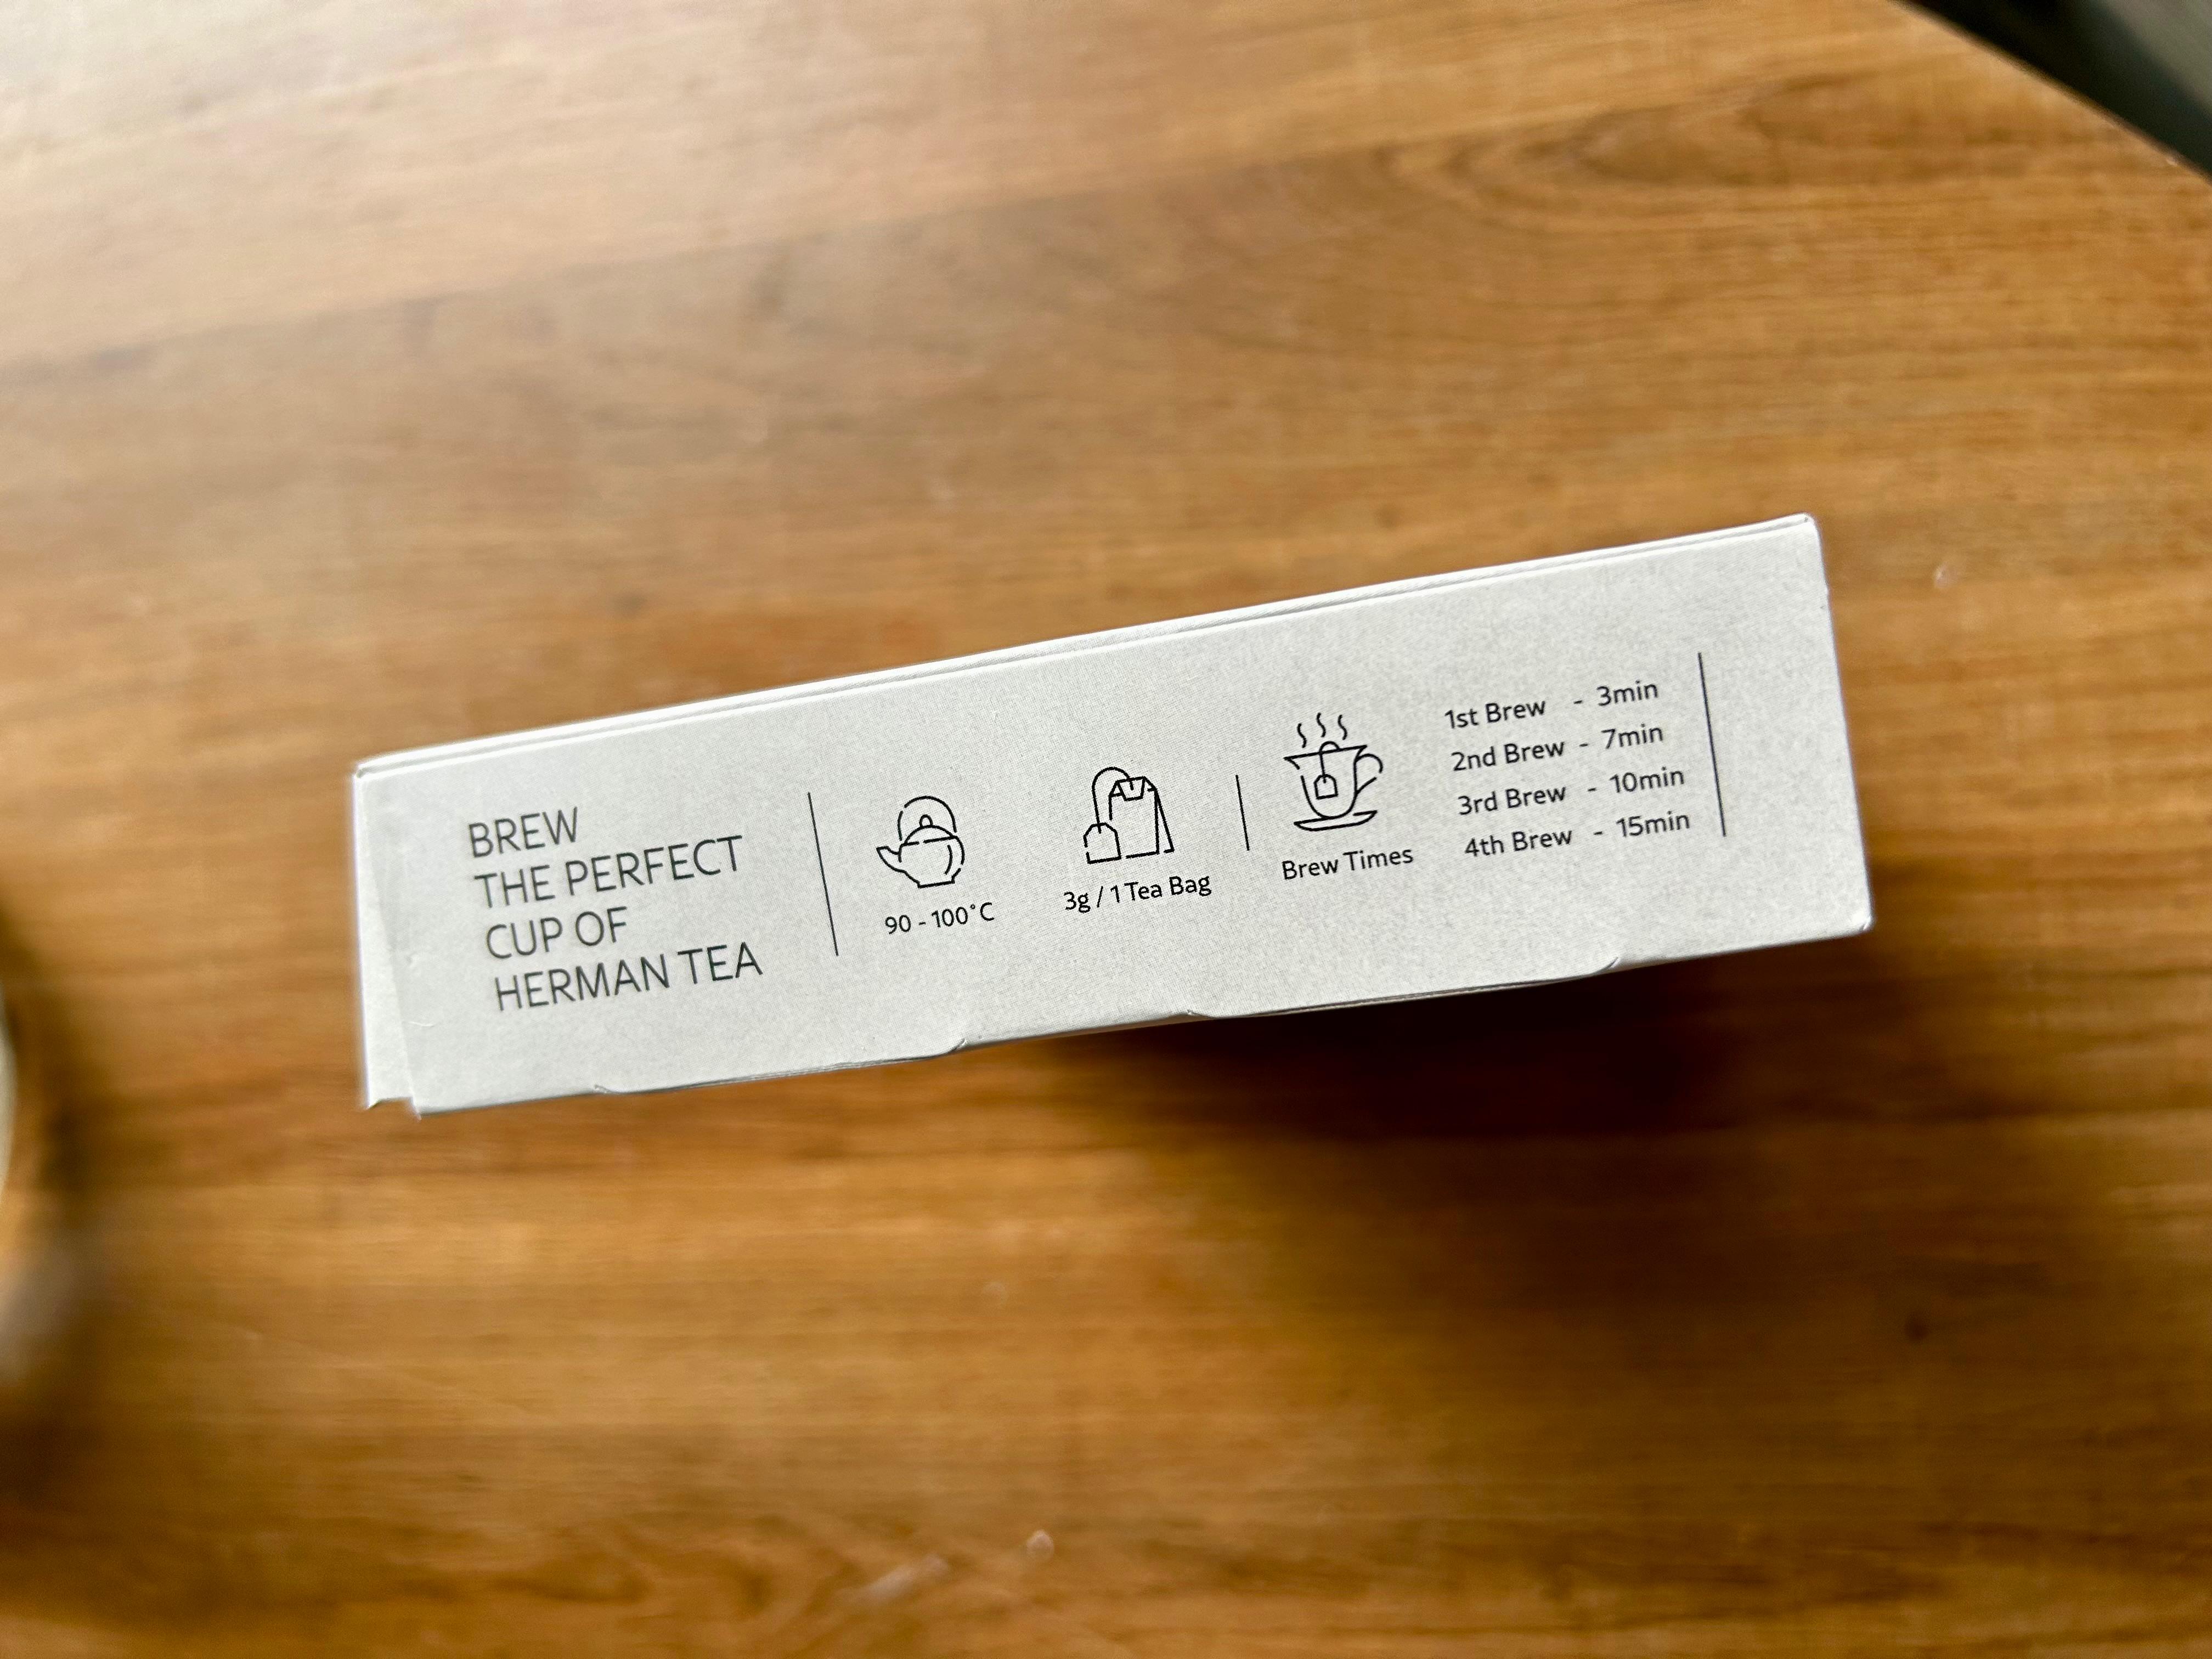 BREW
THE PERFECT
CUP OF
HERMAN TEA
90 - 100°C
3g / 1 Tea Bag
Brew Times
1st Brew - 3min
2nd Brew - 7min
3rd Brew - 10min
4th Brew - 15min